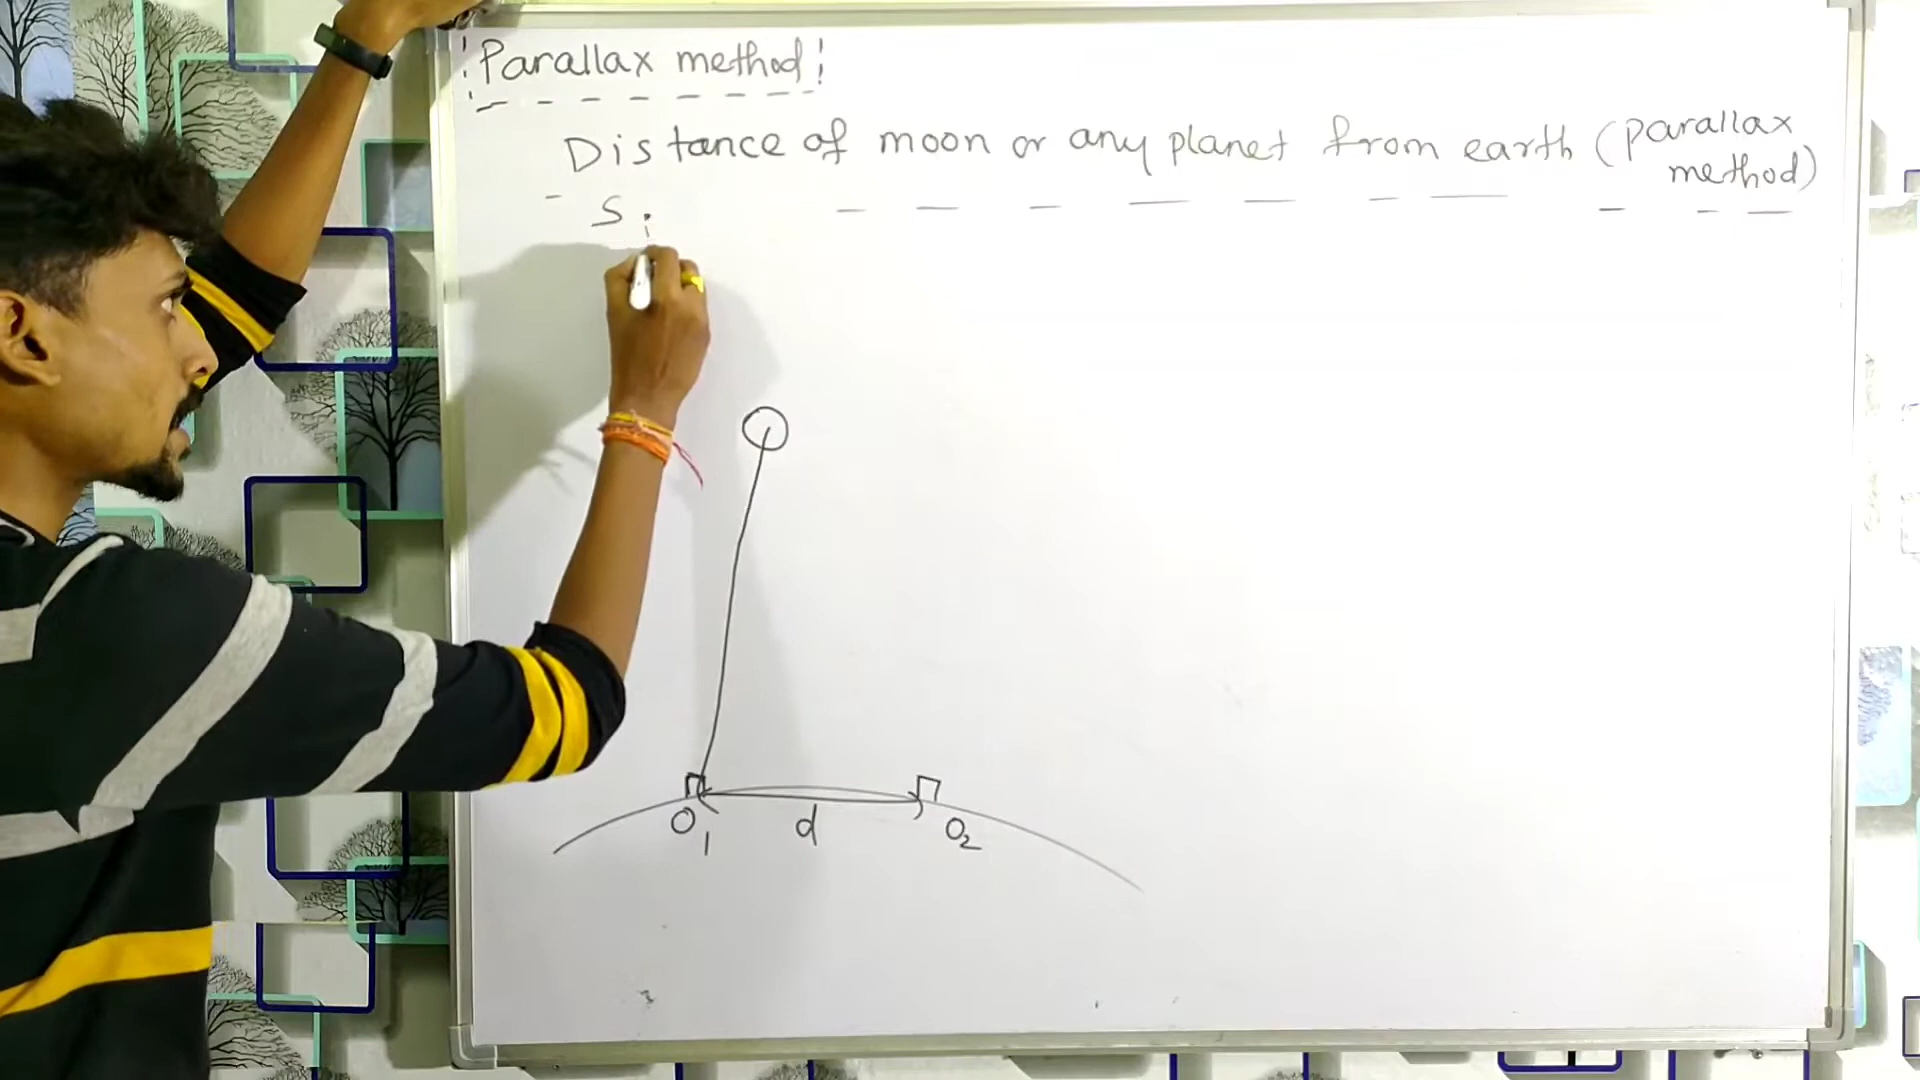 Parallax method
Distance of moon or any planet from earth (parallax
method)
S
O1
d
O2